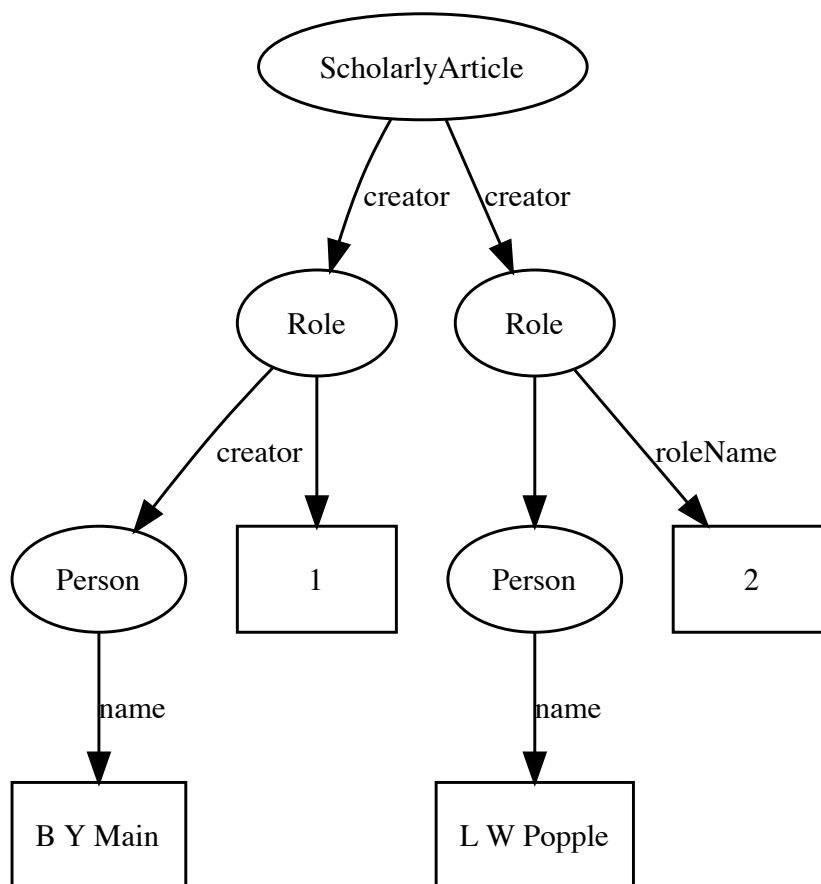 ScholarlyArticle
creator
creator
Role
Role
creator
roleName
Person
1
Person
2
name
name
B Y Main
L W Popple